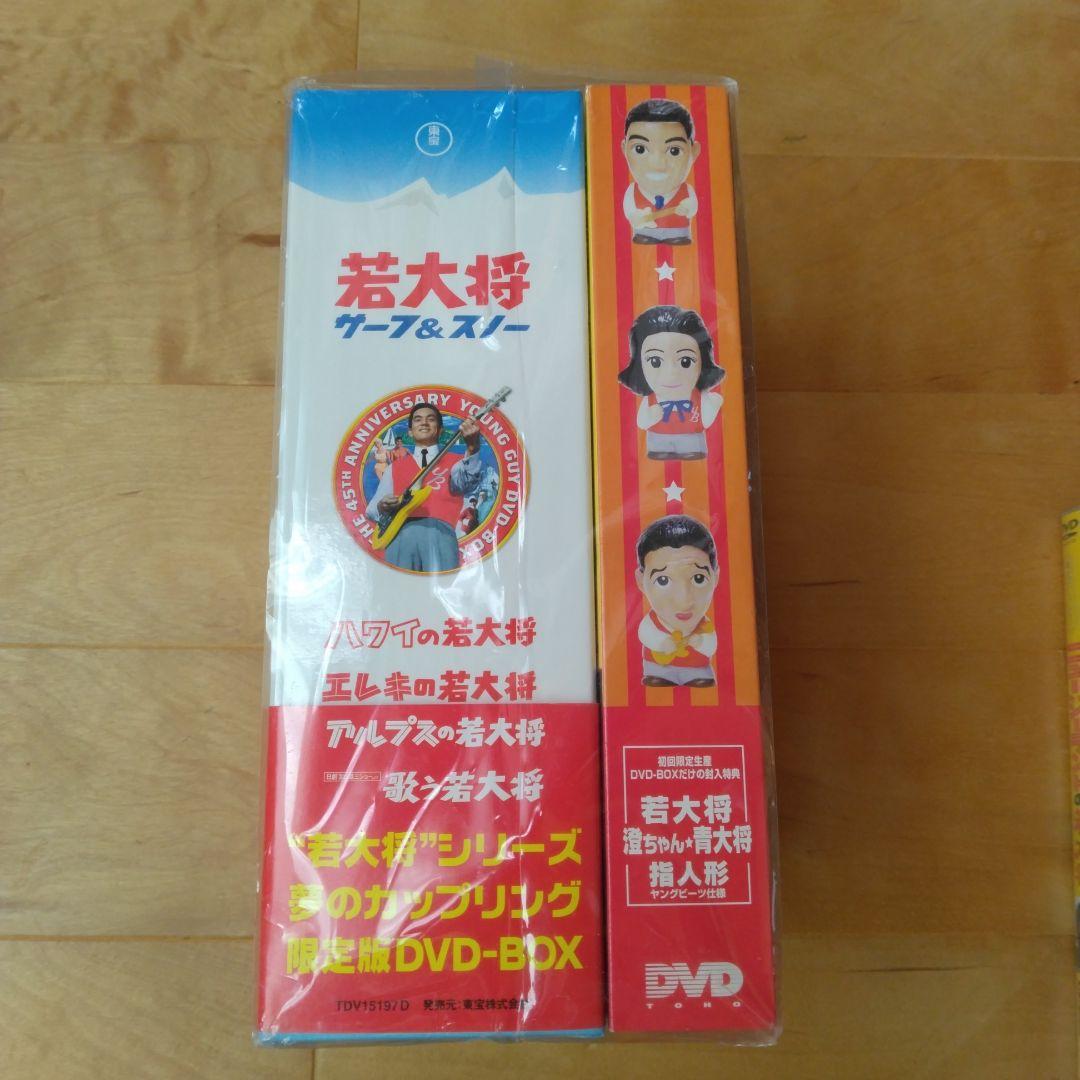 東宝
若大将
サーフ&スノー
THE 45TH ANNIVERSARY YOUNG GUY DVD-BOX
YB
ハワイの若大将
エレキの若大将
アルプスの若大将
歌う若大将
“若大将”シリーズ
夢のカップリング
限定版DVD-BOX
TDV15197D 発売元:東宝株式会社
YB
初回限定生産
DVD-BOXだけの封入特典
若大将
澄ちゃん★青大将
指人形
ヤングビーツ仕様
DVD
TOHO